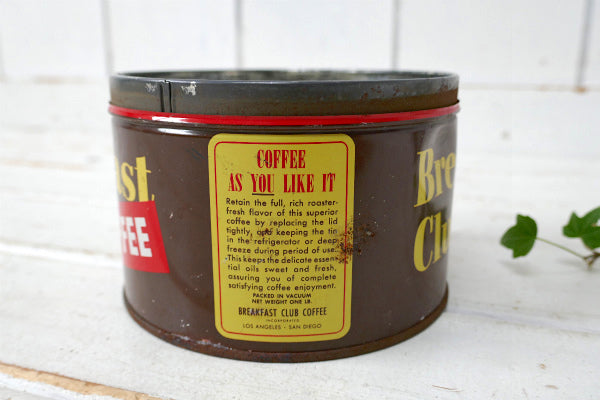 ast
FEE
COFFEE
AS YOU LIKE IT
Retain the full, rich roaster-
fresh flavor of this superior
coffee by replacing the lid
tightly, and keeping the tin
in the refrigerator or deep
freeze during period of use.
This keeps the delicate essen-
tial oils sweet and fresh,
assuring you of complete
satisfying coffee enjoyment.
PACKED IN VACUUM
NET WEIGHT ONE LB.
BREAKFAST CLUB COFFEE
INCORPORATED
LOS ANGELES - SAN DIEGO
Bre
Clu